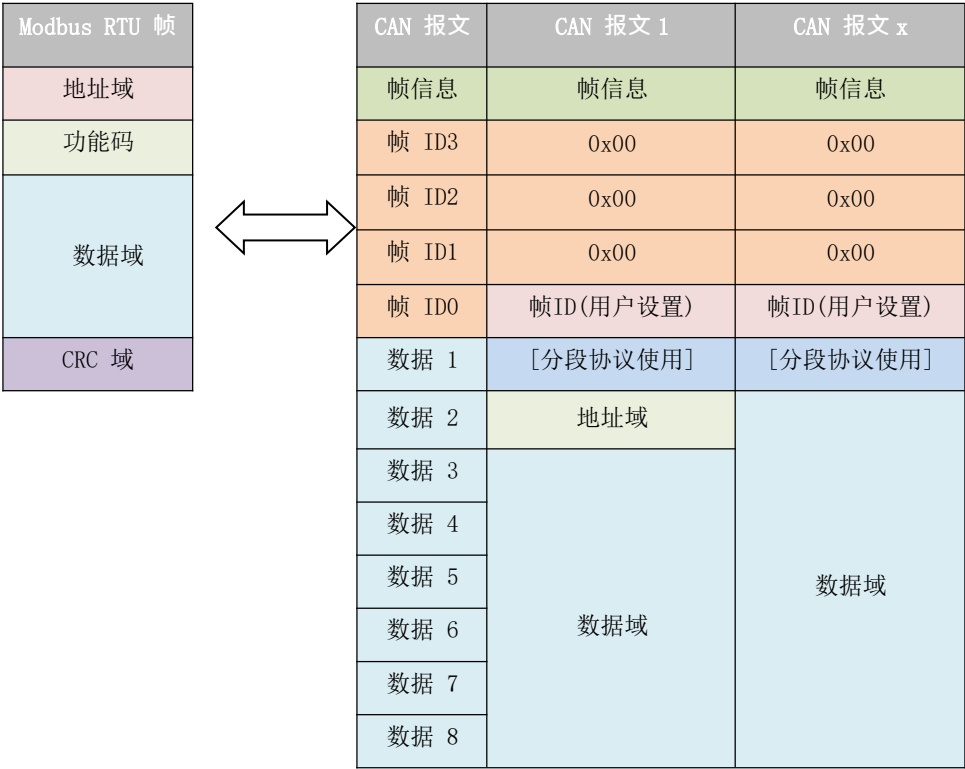 Modbus RTU 帧
地址域
功能码
数据域
CRC 域
CAN 报文 CAN 报文 1 CAN 报文 x
帧信息 帧信息 帧信息
帧 ID3 0x00 0x00
帧 ID2 0x00 0x00
帧 ID1 0x00 0x00
帧 ID0 帧ID(用户设置) 帧ID(用户设置)
数据 1 [分段协议使用] [分段协议使用]
数据 2 地址域
数据 3
数据 4
数据 5 数据域
数据 6 数据域
数据 7
数据 8